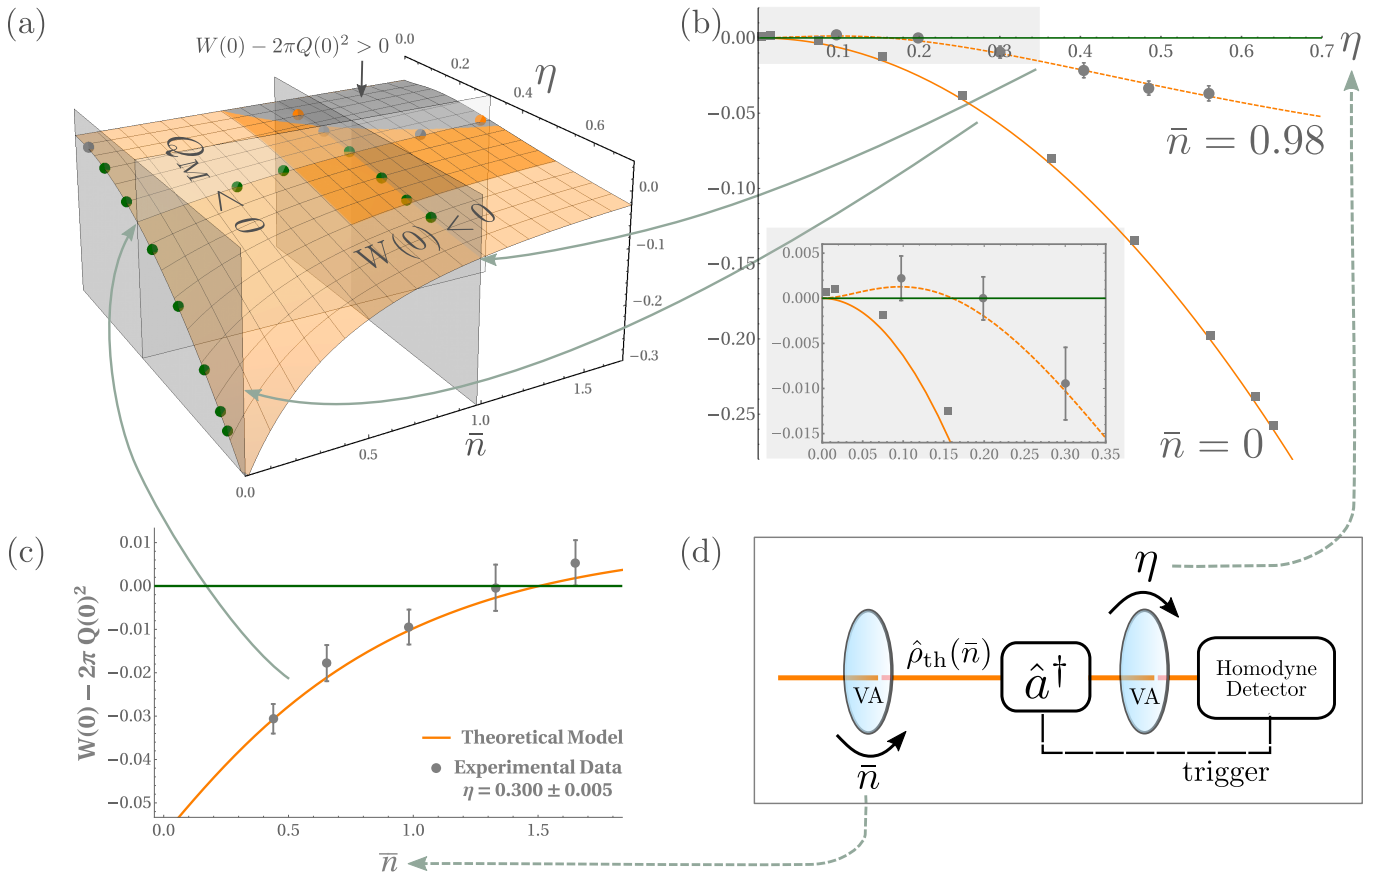 (a)
W(0) − 2πQ(0)² > 0
0.0
0.2
η
0.4
0.6
Q_M < 0
W(0) < 0
0.0
−0.1
−0.2
−0.3
0.0
0.5
1.0
1.5
n̄
(b)
0.00
−0.05
−0.10
−0.15
−0.20
−0.25
0.1
0.2
0.3
0.4
0.5
0.6
0.7
η
n̄ = 0.98
n̄ = 0
0.005
0.000
−0.005
−0.010
−0.015
0.00
0.05
0.10
0.15
0.20
0.25
0.30
0.35
(c)
W(0) − 2π Q(0)²
0.01
0.00
−0.01
−0.02
−0.03
−0.04
−0.05
0.0
0.5
1.0
1.5
n̄
Theoretical Model
Experimental Data
η = 0.300 ± 0.005
(d)
η
ρ̂_th(n̄)
â†
VA
VA
Homodyne
Detector
n̄
trigger